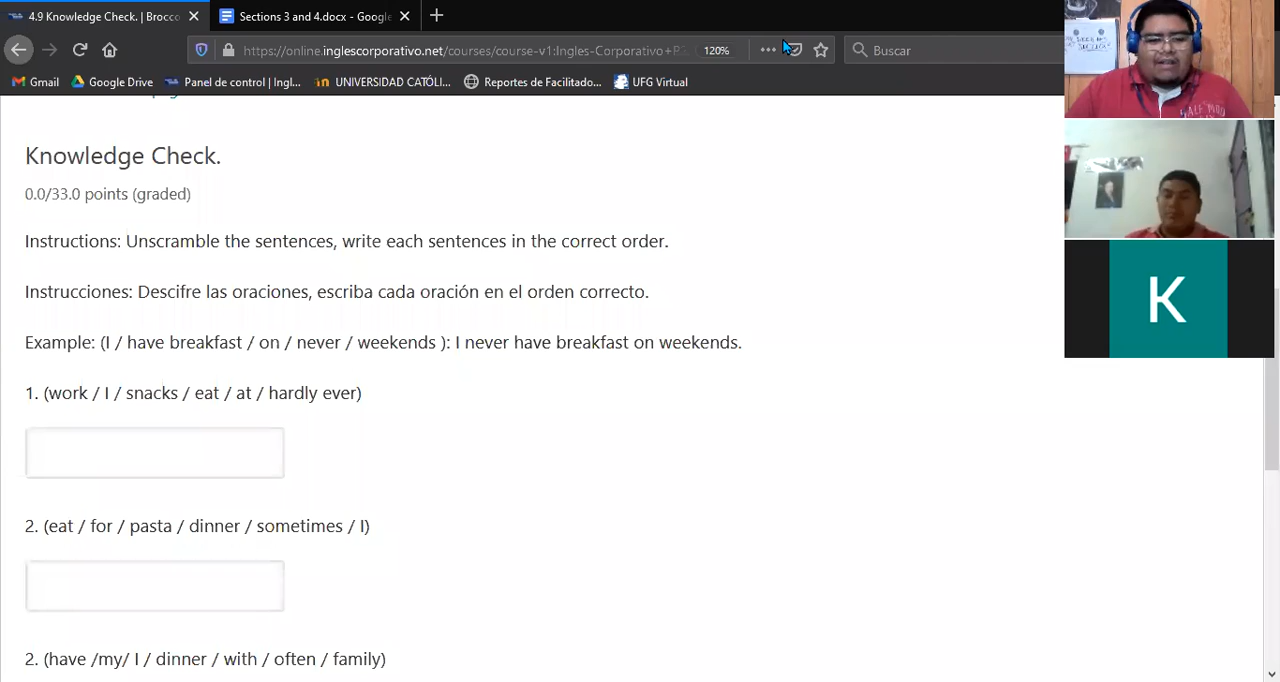 4.9 Knowledge Check. | Brocco
Sections 3 and 4.docx - Google
https://online.inglescorporativo.net/courses/course-v1:Ingles-Corporativo+
120%
Buscar
Gmail
Google Drive
Panel de control | Ingl...
UNIVERSIDAD CATÓLI...
Reportes de Facilitado...
UFG Virtual
Knowledge Check.
0.0/33.0 points (graded)
Instructions: Unscramble the sentences, write each sentences in the correct order.
Instrucciones: Descifre las oraciones, escriba cada oración en el orden correcto.
Example: (I / have breakfast / on / never / weekends ): I never have breakfast on weekends.
1. (work / I / snacks / eat / at / hardly ever)
2. (eat / for / pasta / dinner / sometimes / I)
2. (have /my/ I / dinner / with / often / family)
K